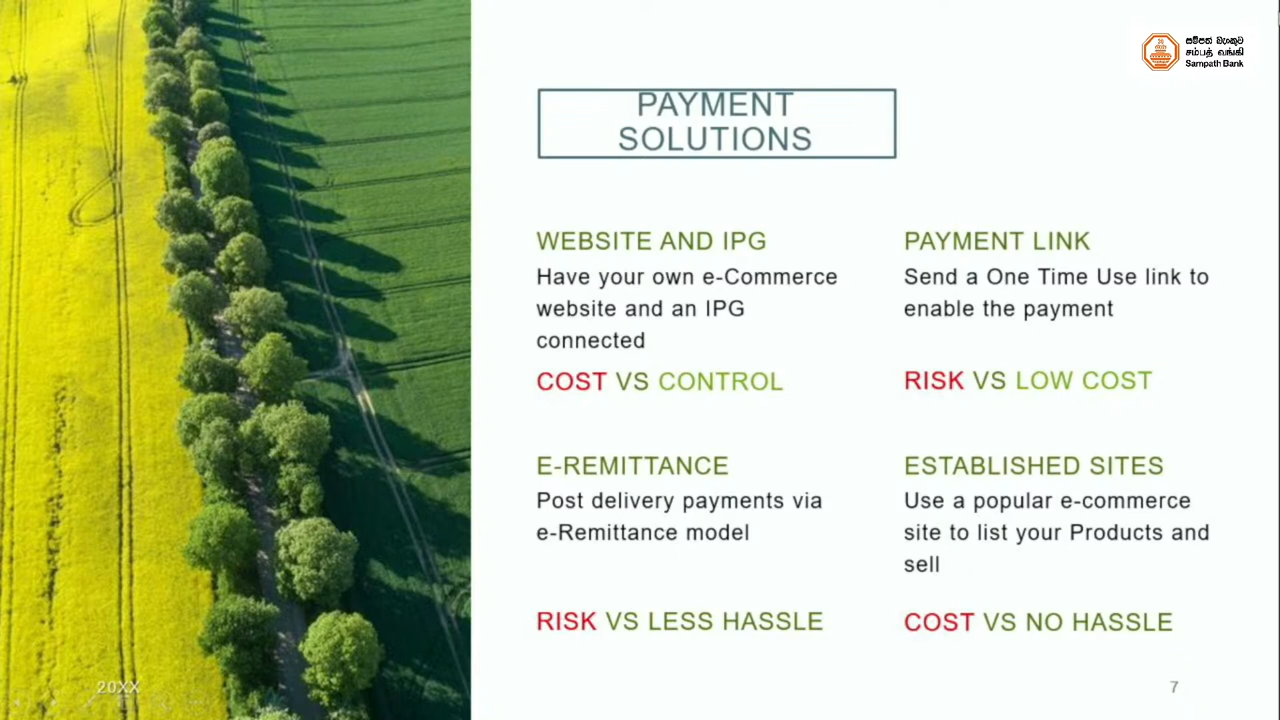 සම්පත් බැංකුව
சம்பத் வங்கி
Sampath Bank
PAYMENT
SOLUTIONS
WEBSITE AND IPG
Have your own e-Commerce
website and an IPG
connected
COST VS CONTROL
PAYMENT LINK
Send a One Time Use link to
enable the payment
RISK VS LOW COST
E-REMITTANCE
Post delivery payments via
e-Remittance model
RISK VS LESS HASSLE
ESTABLISHED SITES
Use a popular e-commerce
site to list your Products and
sell
COST VS NO HASSLE
20XX
7